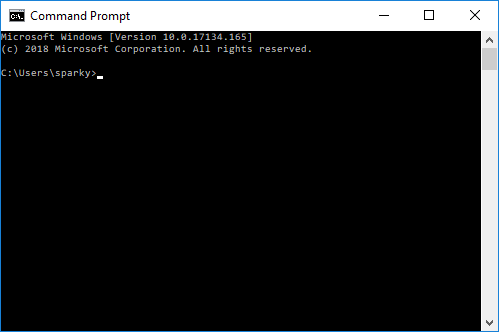 Command Prompt
Microsoft Windows [Version 10.0.17134.165]
(c) 2018 Microsoft Corporation. All rights reserved.
C:\Users\sparky>